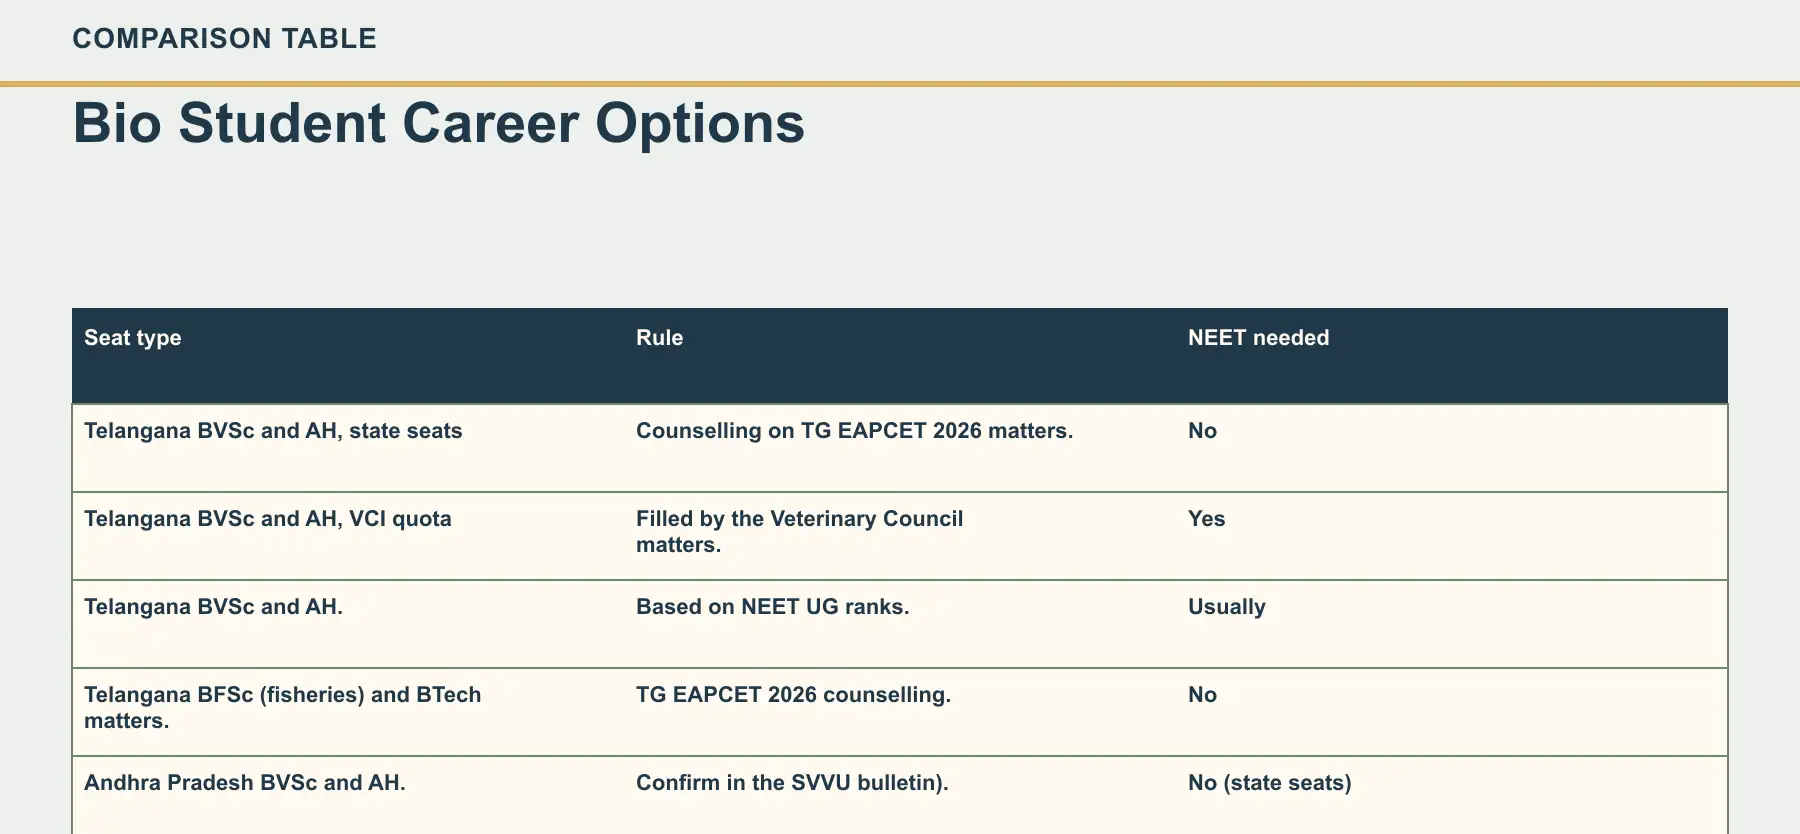 COMPARISON TABLE
Bio Student Career Options
Seat type
Rule
NEET needed
Telangana BVSc and AH, state seats
Counselling on TG EAPCET 2026 matters.
No
Telangana BVSc and AH, VCI quota
Filled by the Veterinary Council
matters.
Yes
Telangana BVSc and AH.
Based on NEET UG ranks.
Usually
Telangana BFSc (fisheries) and BTech
matters.
TG EAPCET 2026 counselling.
No
Andhra Pradesh BVSc and AH.
Confirm in the SVVU bulletin).
No (state seats)